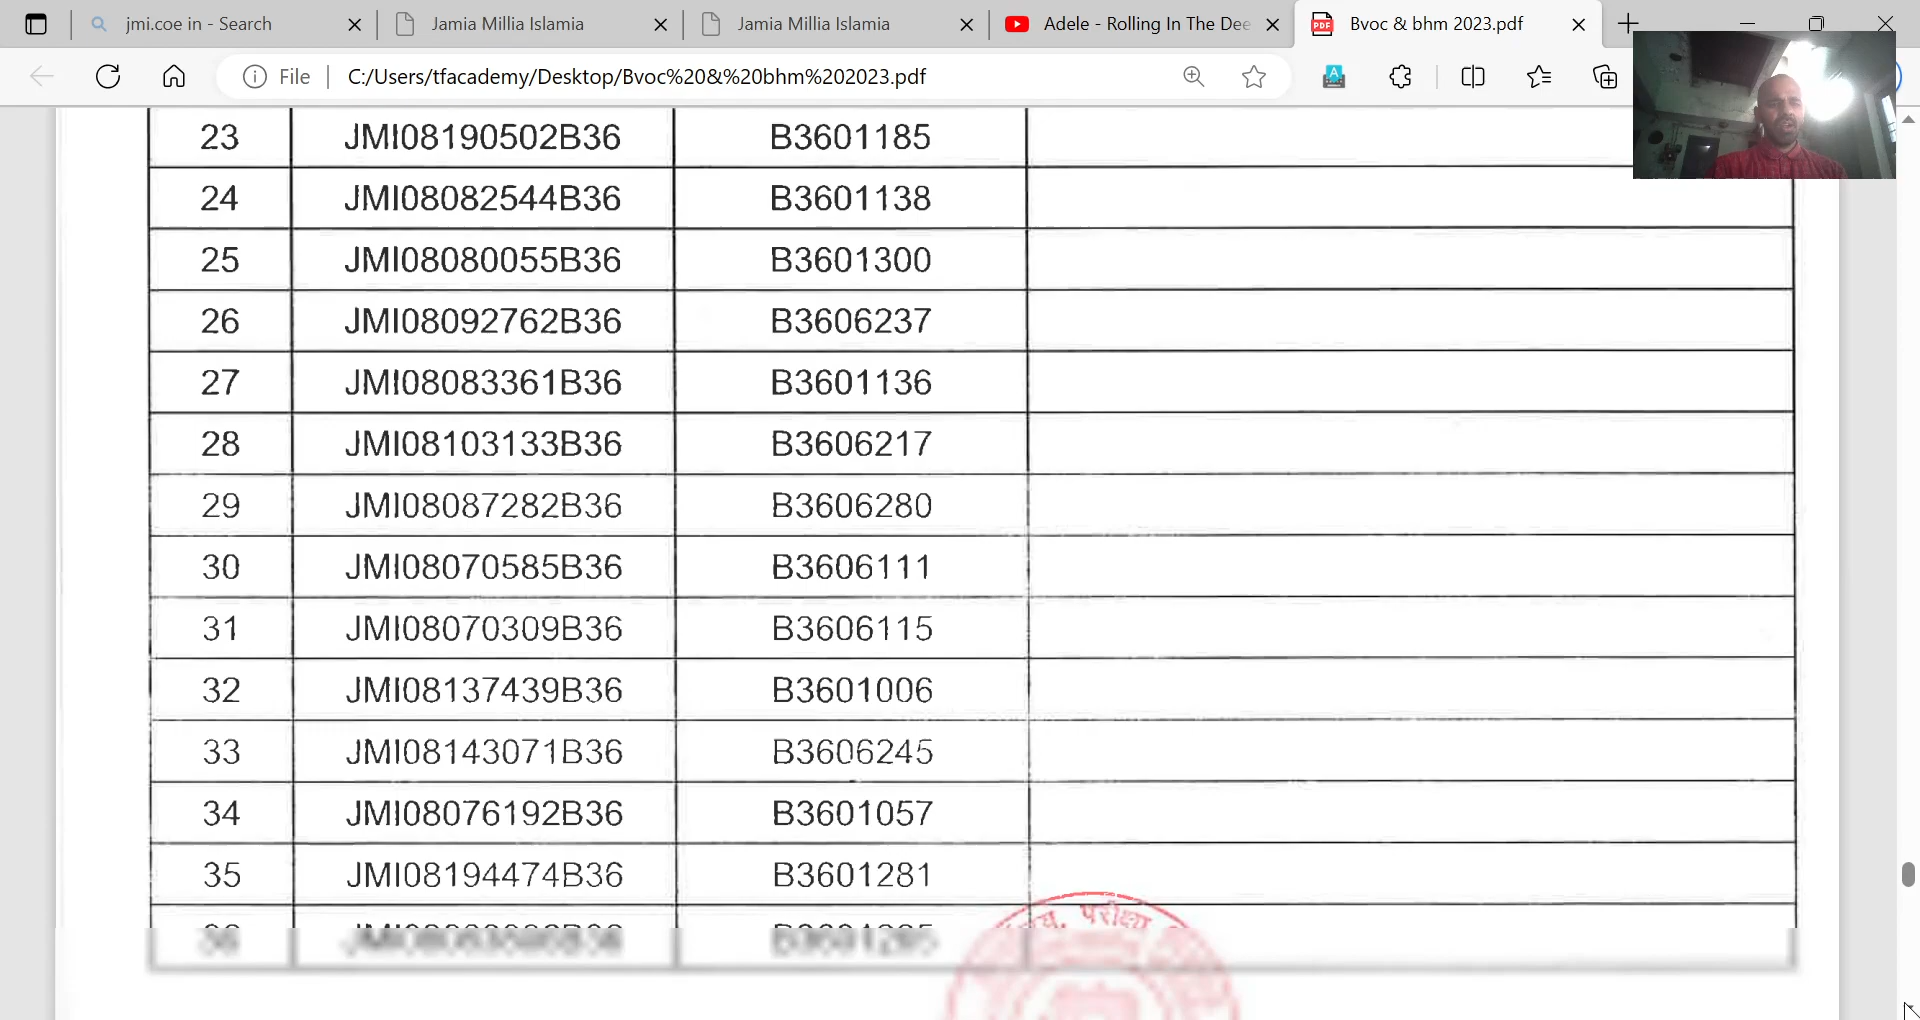 jmi.coe in - Search
Jamia Millia Islamia
Jamia Millia Islamia
Adele - Rolling In The Dee
PDF
Bvoc & bhm 2023.pdf
File
C:/Users/tfacademy/Desktop/Bvoc%20&%20bhm%202023.pdf
A
23 JMI08190502B36 B3601185
24 JMI08082544B36 B3601138
25 JMI08080055B36 B3601300
26 JMI08092762B36 B3606237
27 JMI08083361B36 B3601136
28 JMI08103133B36 B3606217
29 JMI08087282B36 B3606280
30 JMI08070585B36 B3606111
31 JMI08070309B36 B3606115
32 JMI08137439B36 B3601006
33 JMI08143071B36 B3606245
34 JMI08076192B36 B3601057
35 JMI08194474B36 B3601281
36
परीक्षा